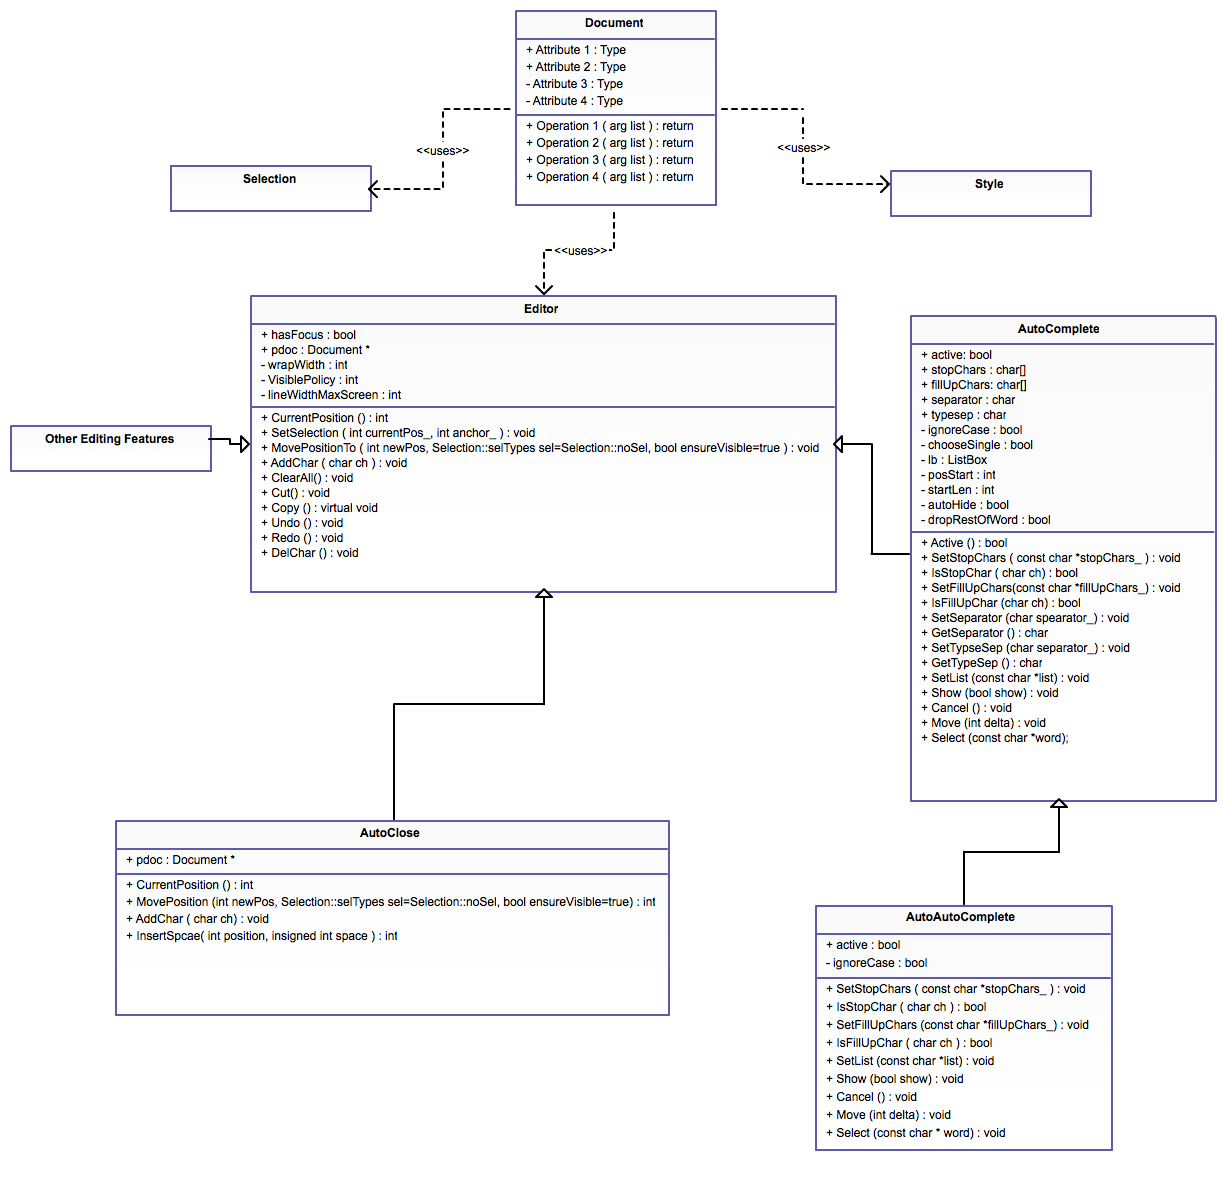 Document
+ Attribute 1 : Type
+ Attribute 2 : Type
- Attribute 3 : Type
- Attribute 4 : Type
+ Operation 1 ( arg list ) : return
+ Operation 2 ( arg list ) : return
+ Operation 3 ( arg list ) : return
+ Operation 4 ( arg list ) : return
<<uses>>
<<uses>>
Selection
Style
<<uses>>
Editor
+ hasFocus : bool
+ pdoc : Document *
- wrapWidth : int
- VisiblePolicy : int
- lineWidthMaxScreen : int
+ CurrentPosition () : int
+ SetSelection ( int currentPos_, int anchor_ ) : void
+ MovePositionTo ( int newPos, Selection::selTypes sel=Selection::noSel, bool ensureVisible=true ) : void
+ AddChar ( char ch ) : void
+ ClearAll() : void
+ Cut() : void
+ Copy () : virtual void
+ Undo () : void
+ Redo () : void
+ DelChar () : void
Other Editing Features
AutoComplete
+ active: bool
+ stopChars : char[]
+ fillUpChars: char[]
+ separator : char
+ typesep : char
- ignoreCase : bool
- chooseSingle : bool
- lb : ListBox
- posStart : int
- startLen : int
- autoHide : bool
- dropRestOfWord : bool
+ Active () : bool
+ SetStopChars ( const char *stopChars_ ) : void
+ IsStopChar ( char ch) : bool
+ SetFillUpChars(const char *fillUpChars_) : void
+ IsFillUpChar (char ch) : bool
+ SetSeparator (char spearator_) : void
+ GetSeparator () : char
+ SetTypseSep (char separator_) : void
+ GetTypeSep () : char
+ SetList (const char *list) : void
+ Show (bool show) : void
+ Cancel () : void
+ Move (int delta) : void
+ Select (const char *word);
AutoClose
+ pdoc : Document *
+ CurrentPosition () : int
+ MovePosition (int newPos, Selection::selTypes sel=Selection::noSel, bool ensureVisible=true) : int
+ AddChar ( char ch) : void
+ InsertSpcae( int position, insigned int space ) : int
AutoAutoComplete
+ active : bool
- ignoreCase : bool
+ SetStopChars ( const char *stopChars_ ) : void
+ IsStopChar ( char ch ) : bool
+ SetFillUpChars (const char *fillUpChars_) : void
+ IsFillUpChar ( char ch ) : bool
+ SetList (const char *list) : void
+ Show (bool show) : void
+ Cancel () : void
+ Move (int delta) : void
+ Select (const char * word) : void